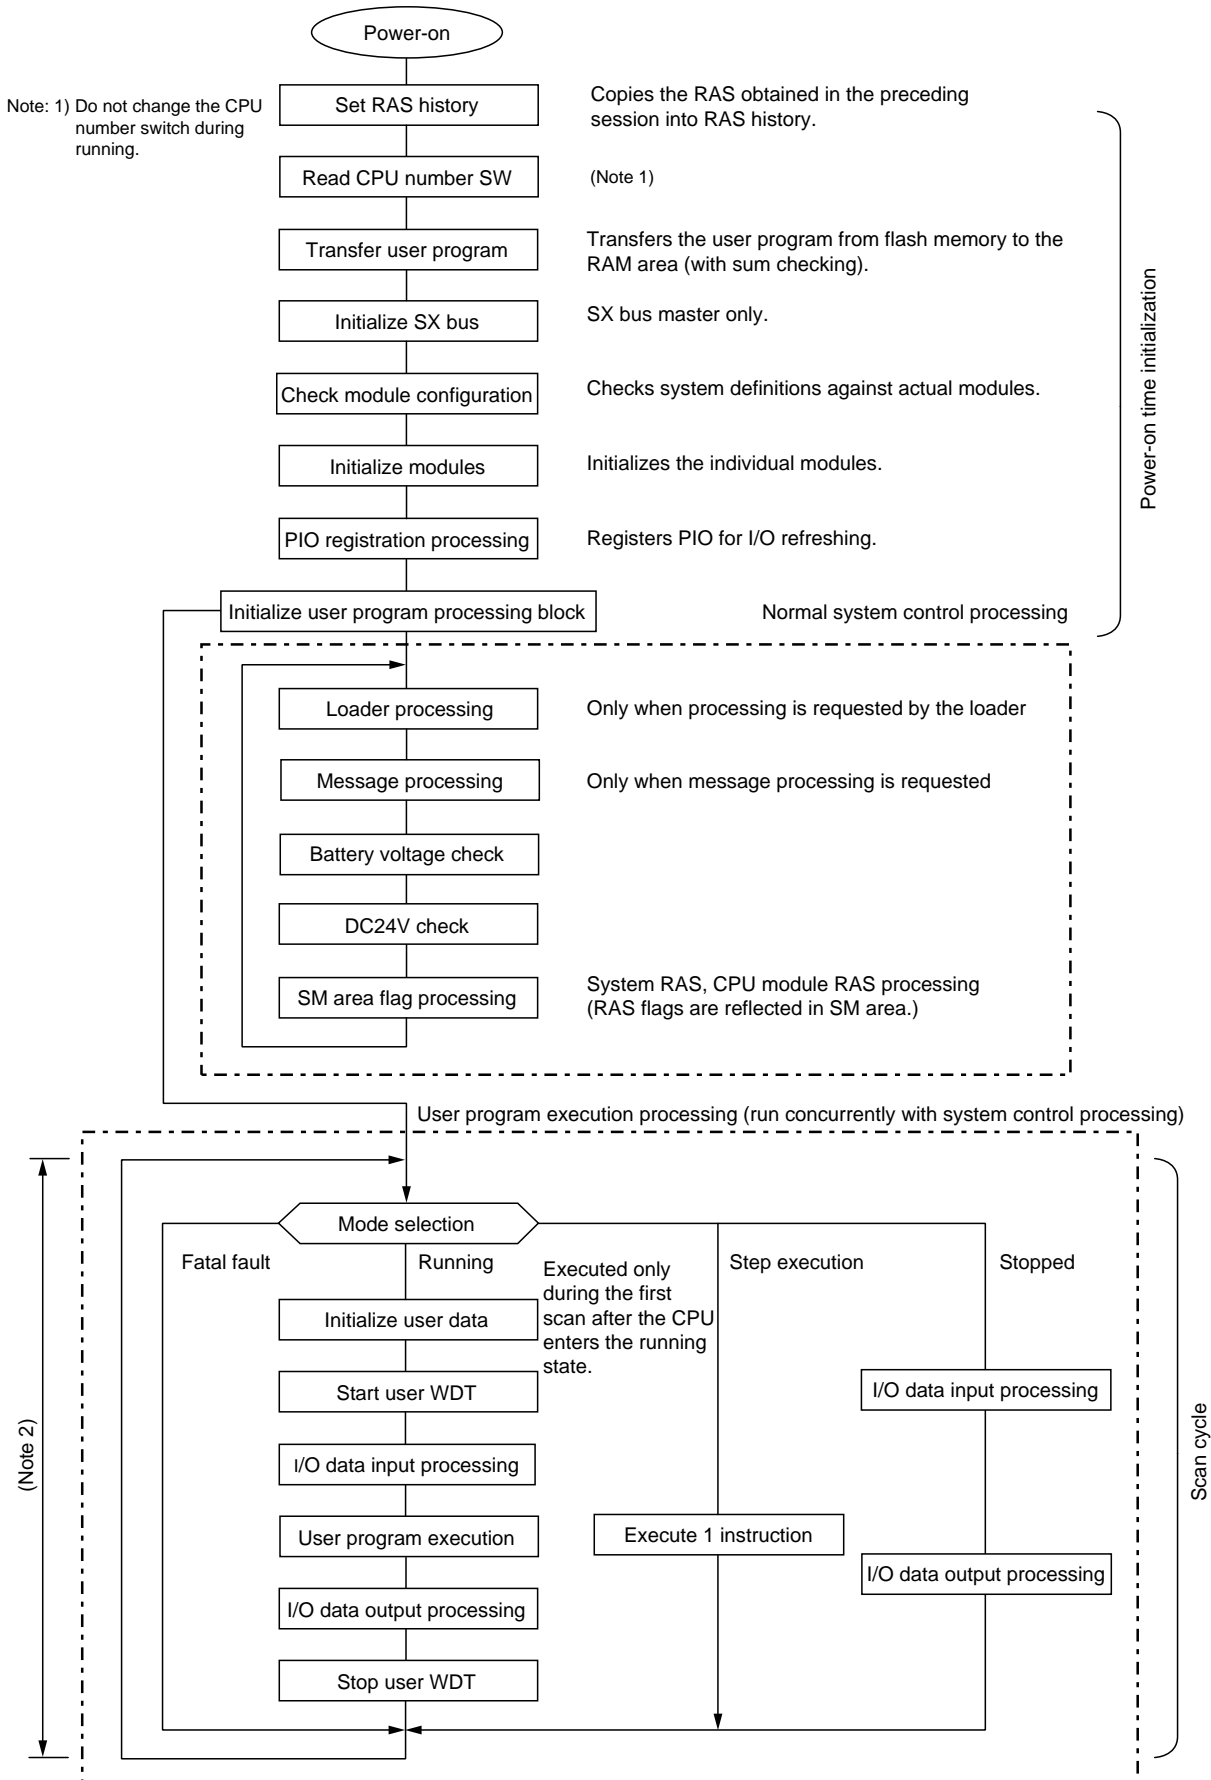 Power-on
Note: 1) Do not change the CPU
number switch during
running.
Set RAS history
Copies the RAS obtained in the preceding
session into RAS history.
Read CPU number SW
(Note 1)
Transfer user program
Transfers the user program from flash memory to the
RAM area (with sum checking).
Initialize SX bus
SX bus master only.
Check module configuration
Checks system definitions against actual modules.
Initialize modules
Initializes the individual modules.
PIO registration processing
Registers PIO for I/O refreshing.
Power-on time initialization
Initialize user program processing block
Normal system control processing
Loader processing
Only when processing is requested by the loader
Message processing
Only when message processing is requested
Battery voltage check
DC24V check
SM area flag processing
System RAS, CPU module RAS processing
(RAS flags are reflected in SM area.)
User program execution processing (run concurrently with system control processing)
Mode selection
Fatal fault
Running
Step execution
Stopped
Executed only
during the first
scan after the CPU
enters the running
state.
Initialize user data
Start user WDT
I/O data input processing
User program execution
I/O data output processing
Stop user WDT
Execute 1 instruction
I/O data input processing
I/O data output processing
(Note 2)
Scan cycle